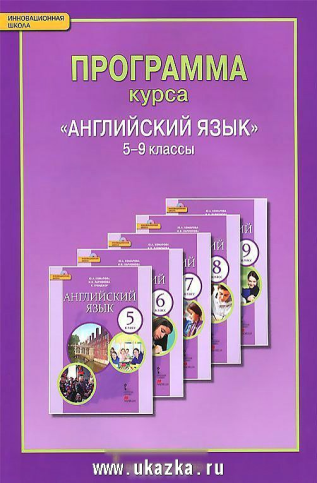 ИННОВАЦИОННАЯ
ШКОЛА
ПРОГРАММА
курса
«АНГЛИЙСКИЙ ЯЗЫК»
5–9 классы
9
8
7
6
АНГЛИЙСКИЙ
ЯЗЫК
5
www.ukazka.ru